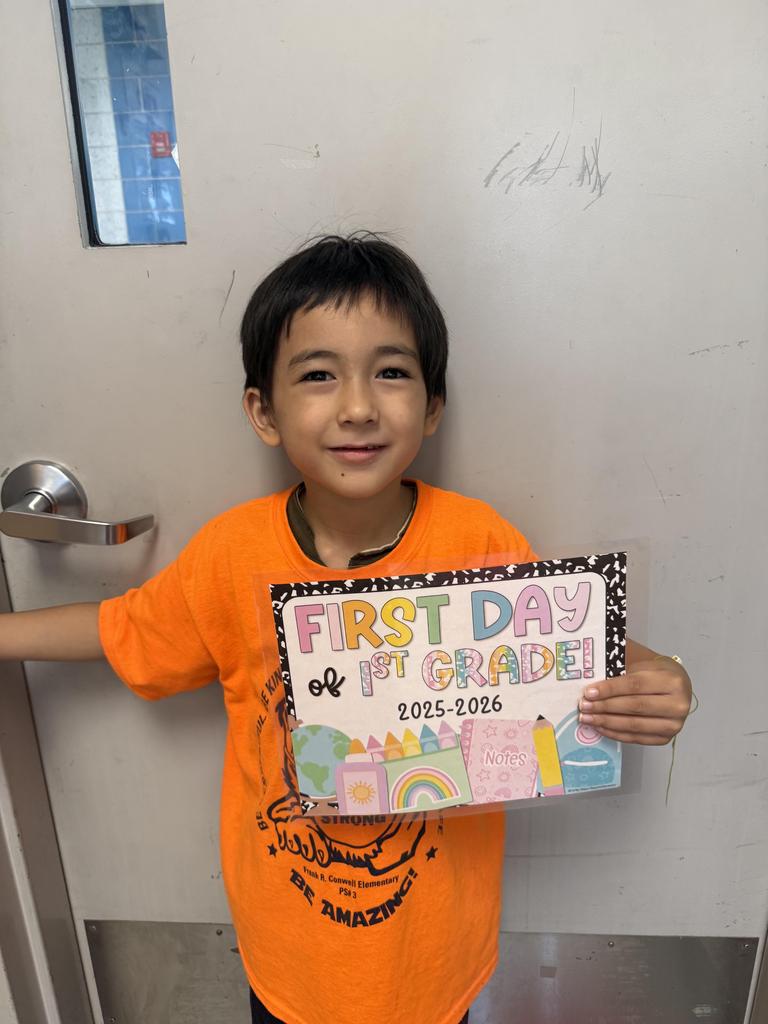 FIRST DAY
of 1ST GRADE!
2025-2026
Notes
STRONG
Frank R. Conwell Elementary
PS# 3
BE AMAZING!